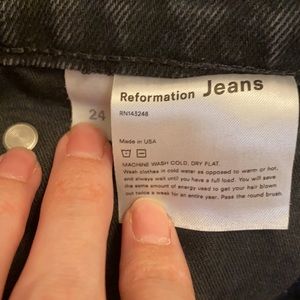 Reformation Jeans
RN143248
24
Made in USA
MACHINE WASH COLD, DRY FLAT.
Wash clothes in cold water as opposed to warm or hot,
and always wait until you have a full load. You will save
the same amount of energy used to get your hair blown
out twice a week for an entire year. Pass the round brush.